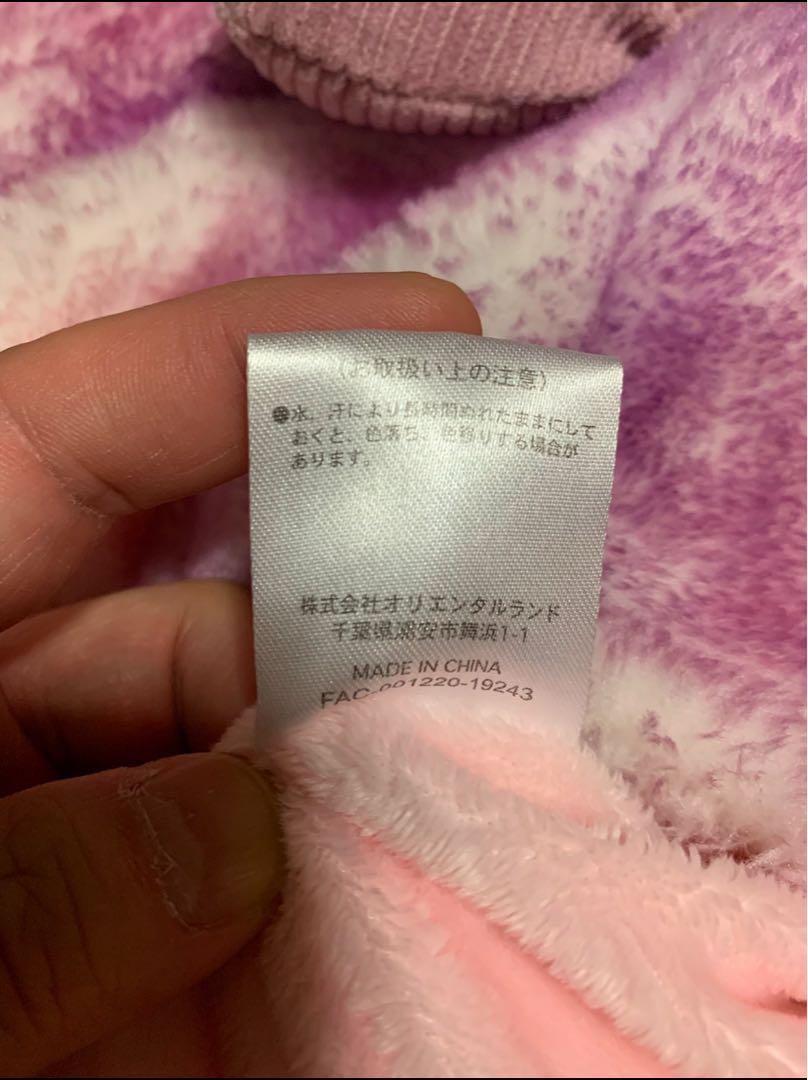 〈お取扱い上の注意〉
●水、汗により長時間ぬれたままにして
おくと、色落ち、色移りする場合が
あります。
株式会社オリエンタルランド
千葉県浦安市舞浜1-1
MADE IN CHINA
FAC-091220-19243